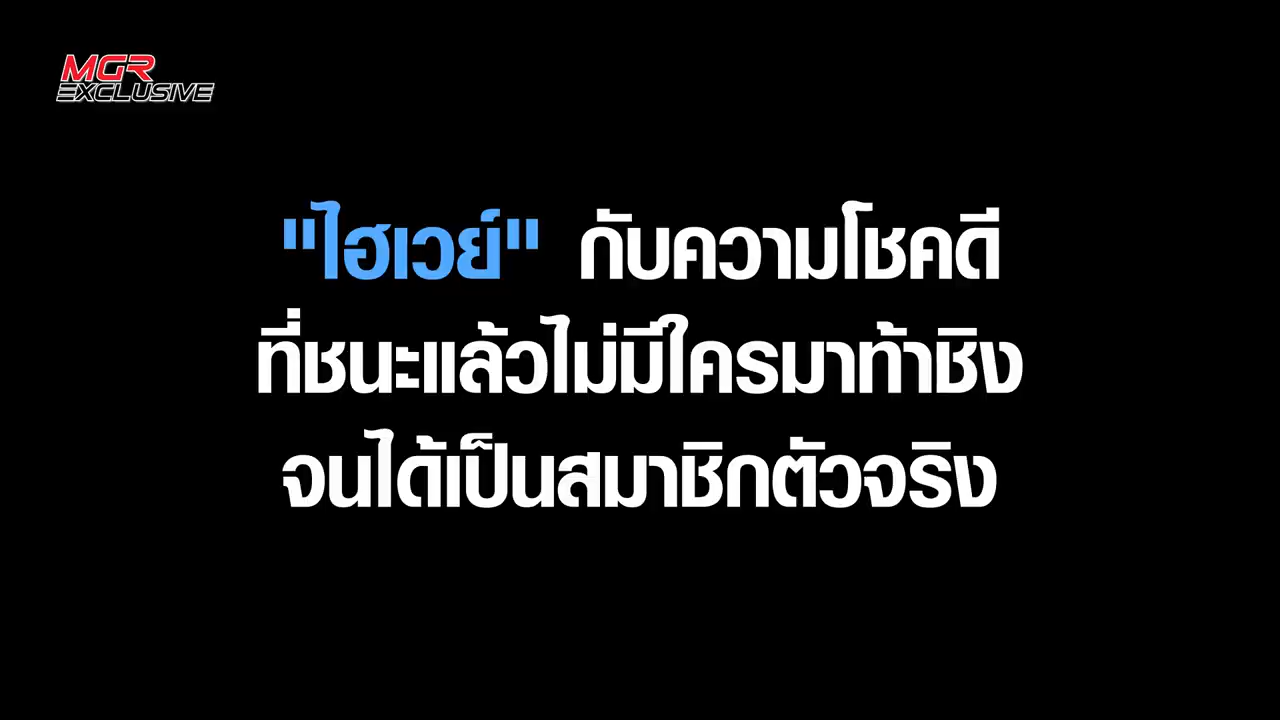 MGR
EXCLUSIVE
"ไฮเวย์" กับความโชคดี
ที่ชนะแล้วไม่มีใครมาท้าชิง
จนได้เป็นสมาชิกตัวจริง